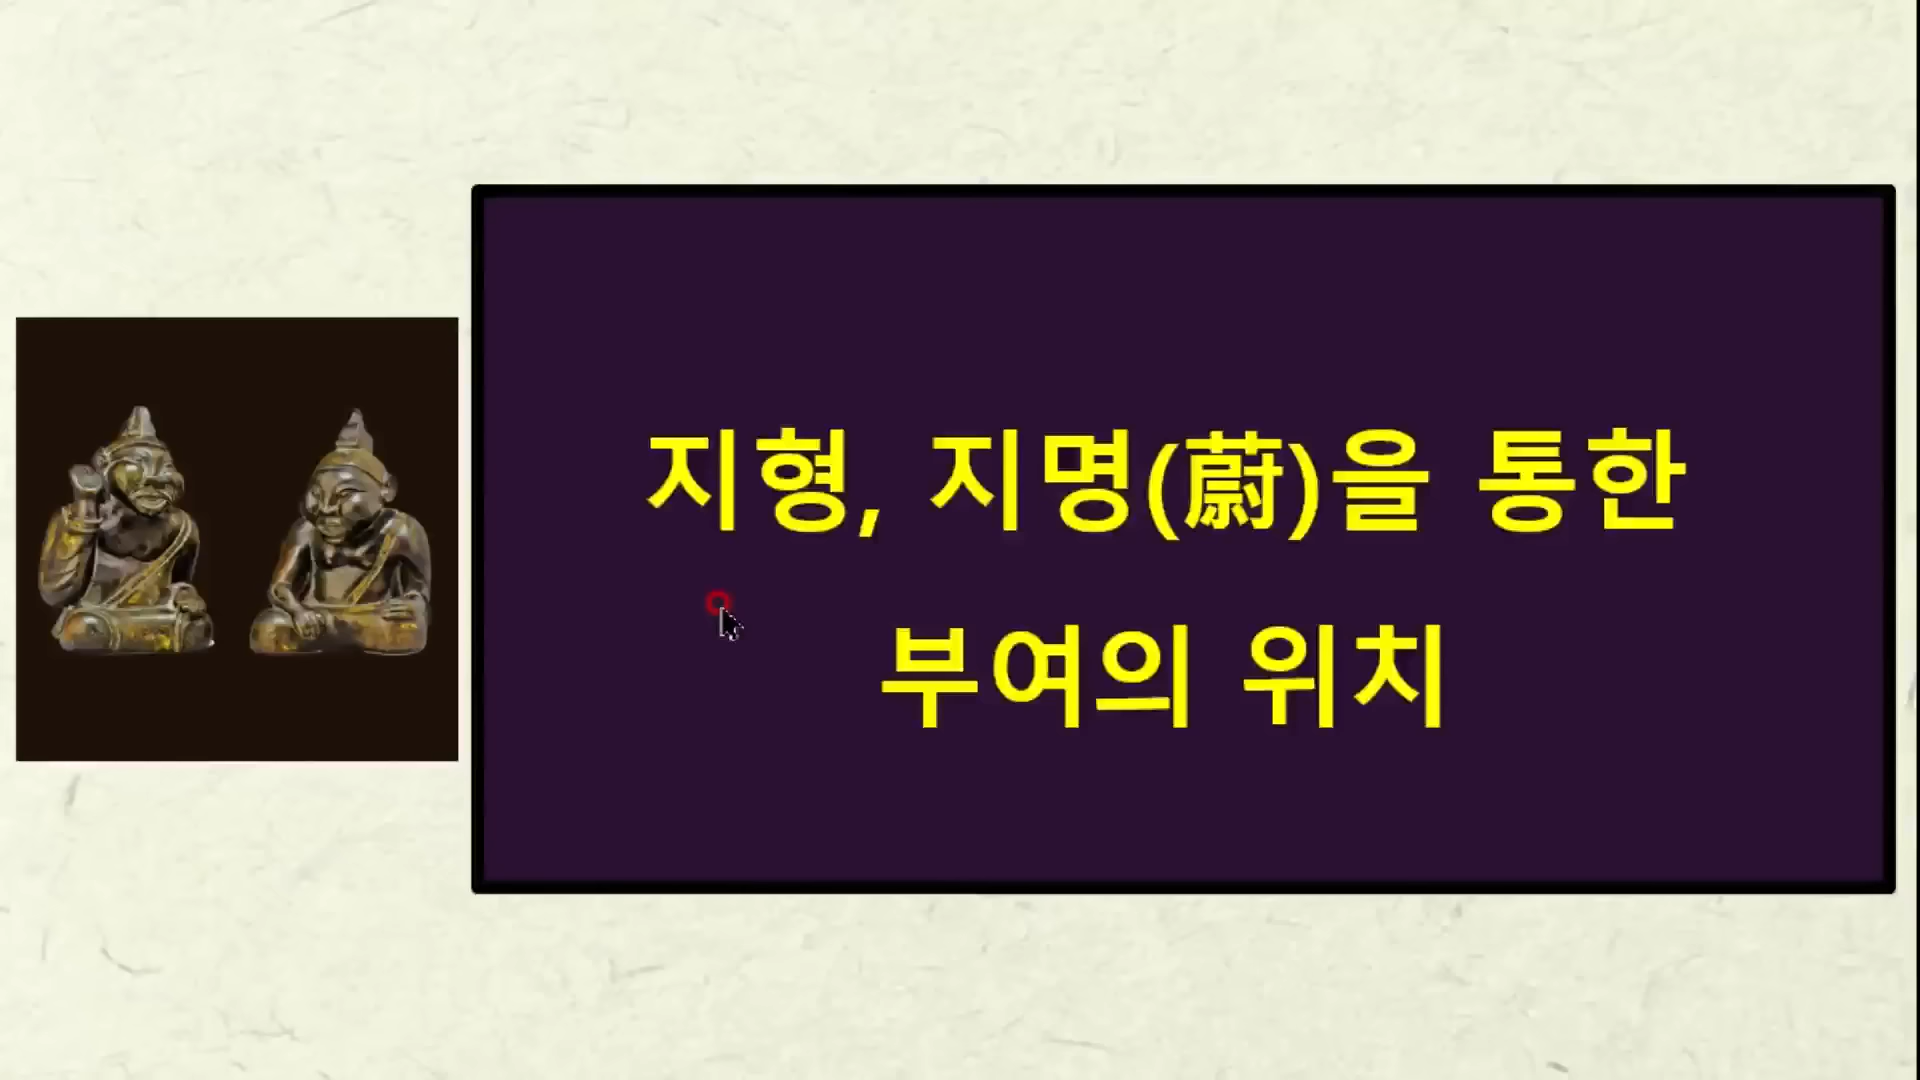 지형, 지명(蔚)을 통한
부여의 위치